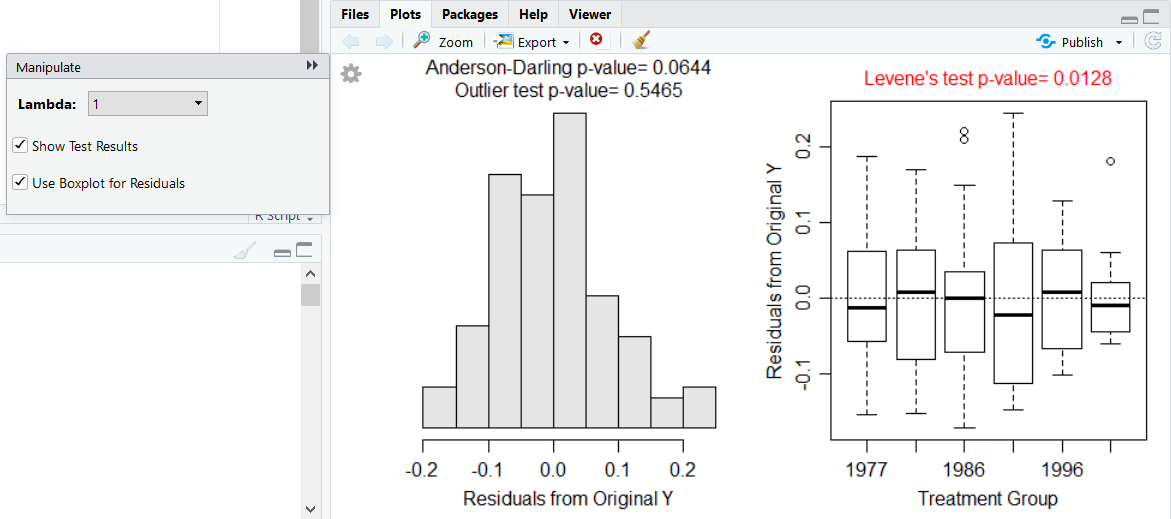 Files Plots Packages Help Viewer
Zoom Export Publish
Manipulate
Lambda: 1
Show Test Results
Use Boxplot for Residuals
R Script
Anderson-Darling p-value= 0.0644
Outlier test p-value= 0.5465
-0.2 -0.1 0.0 0.1 0.2
Residuals from Original Y
Levene's test p-value= 0.0128
Residuals from Original Y
-0.1 0.0 0.1 0.2
1977 1986 1996
Treatment Group